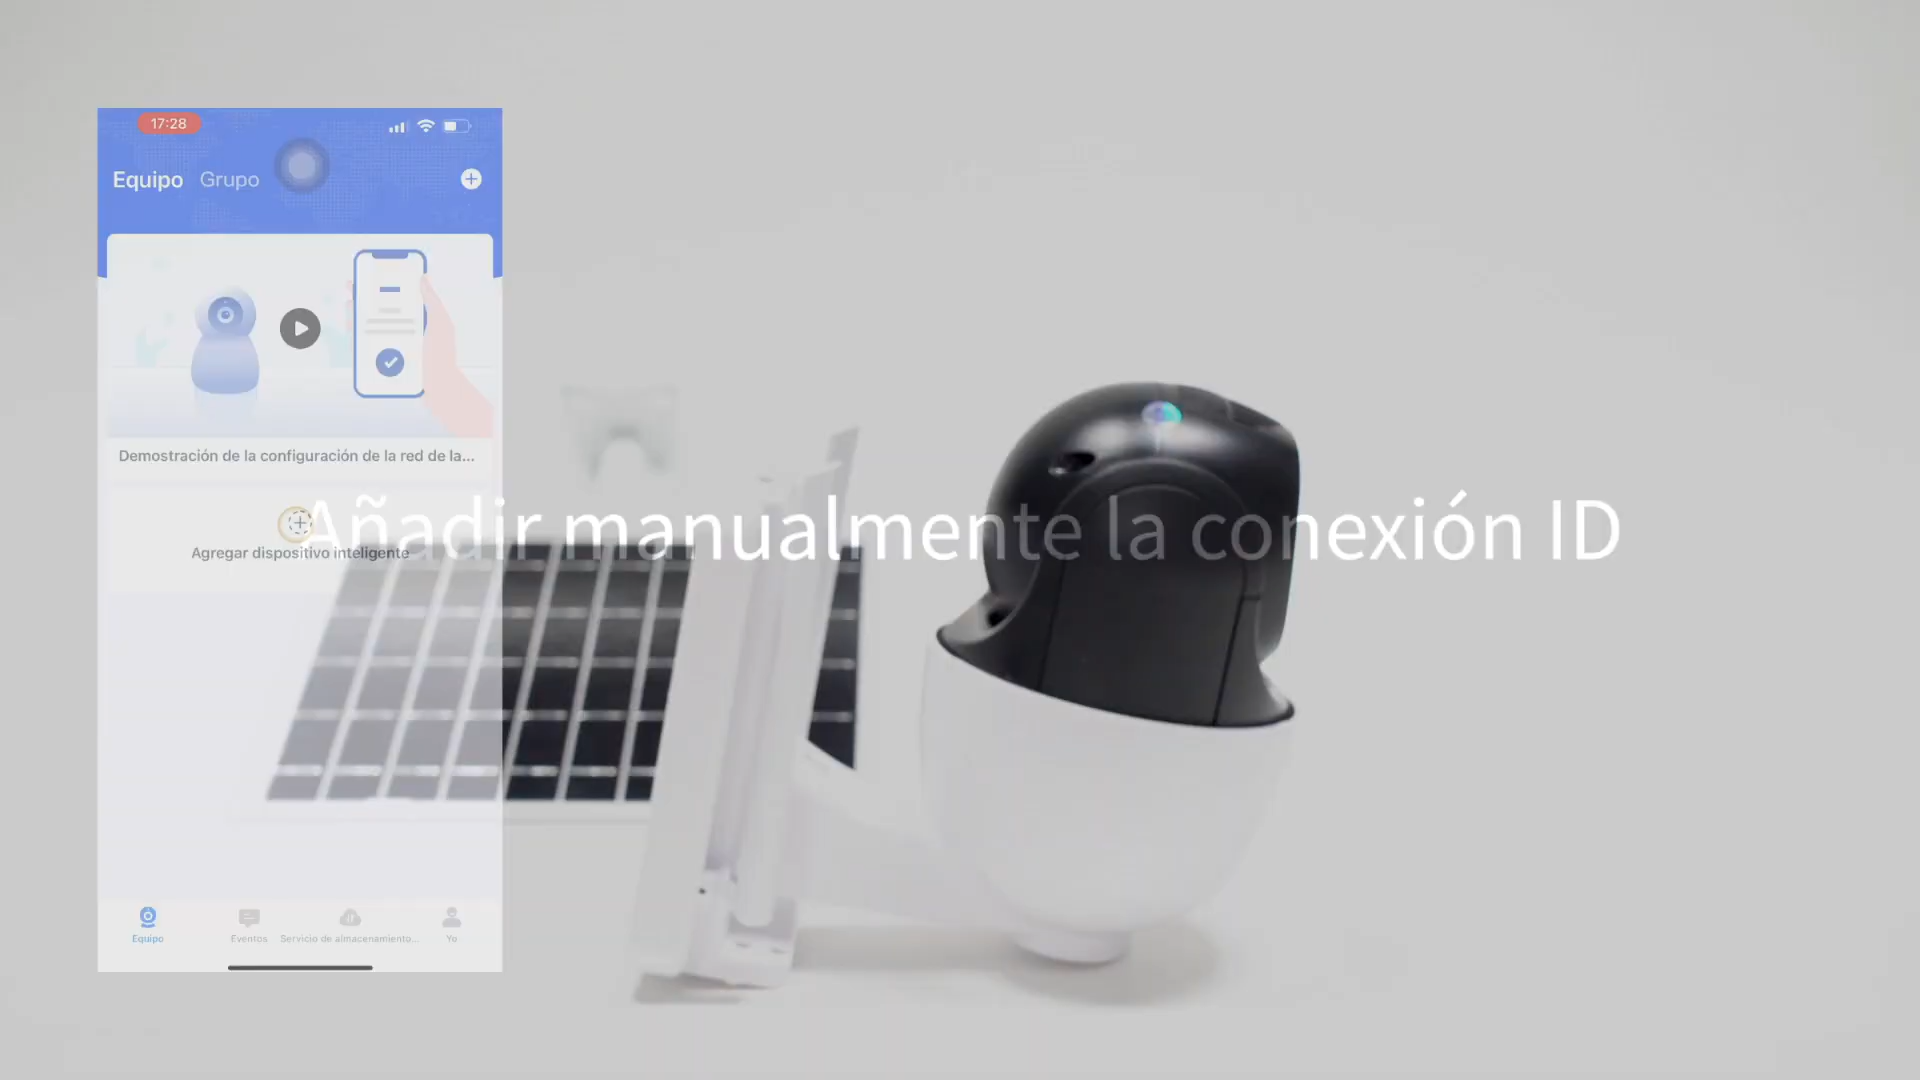 17:28
Equipo Grupo
Demostración de la configuración de la red de la...
Añadir manualmente la conexión ID
Agregar dispositivo inteligente
Equipo Eventos Servicio de almacenamiento... Yo